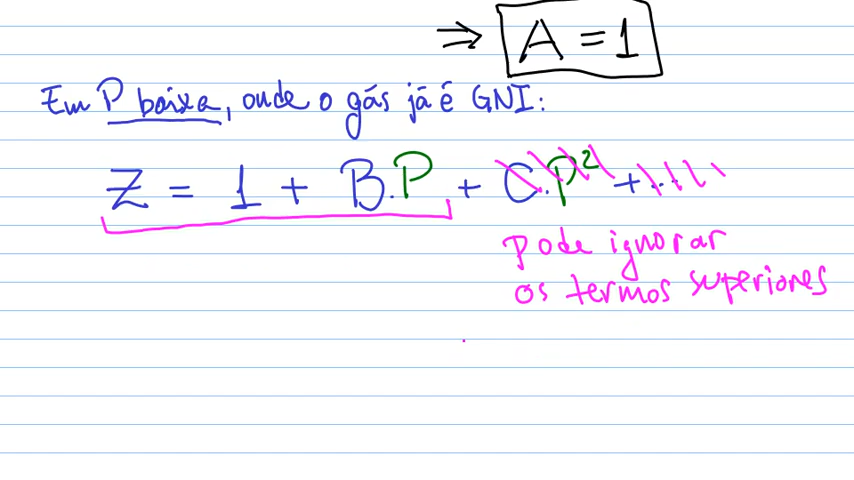 ⇒ A = 1
Em P baixa, onde o gás já é GNI:
Z = 1 + B.P + C.P² + ....
pode ignorar
os termos superiores